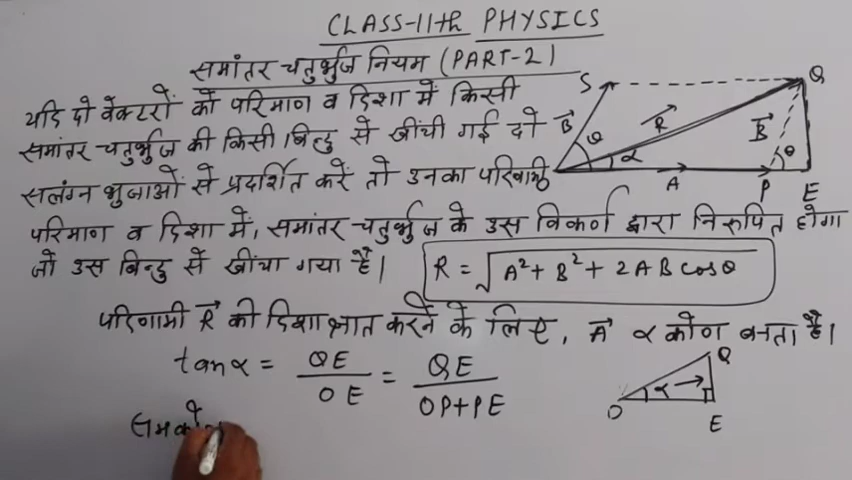 CLASS-11th PHYSICS
समांतर चतुर्भुज नियम (PART-2)
यदि दो वेक्टरों को परिमाण व दिशा में किसी
समांतर चतुर्भुज की किसी बिन्दु से खींची गई दो
सलंग्न भुजाओं से प्रदर्शित करें तो उनका परिणामी
परिमाण व दिशा में, समांतर चतुर्भुज के उस विकर्ण द्वारा निरुपित होगा
जो उस बिन्दु से खींचा गया है।
R = √A² + B² + 2AB cosθ
S Q
B⃗ θ R⃗ B⃗
α θ
O A P E
परिणामी R⃗ की दिशा ज्ञात करने के लिए, A⃗ α कोण बनता है।
tanα = QE / OE = QE / OP+PE
Q
α
O E